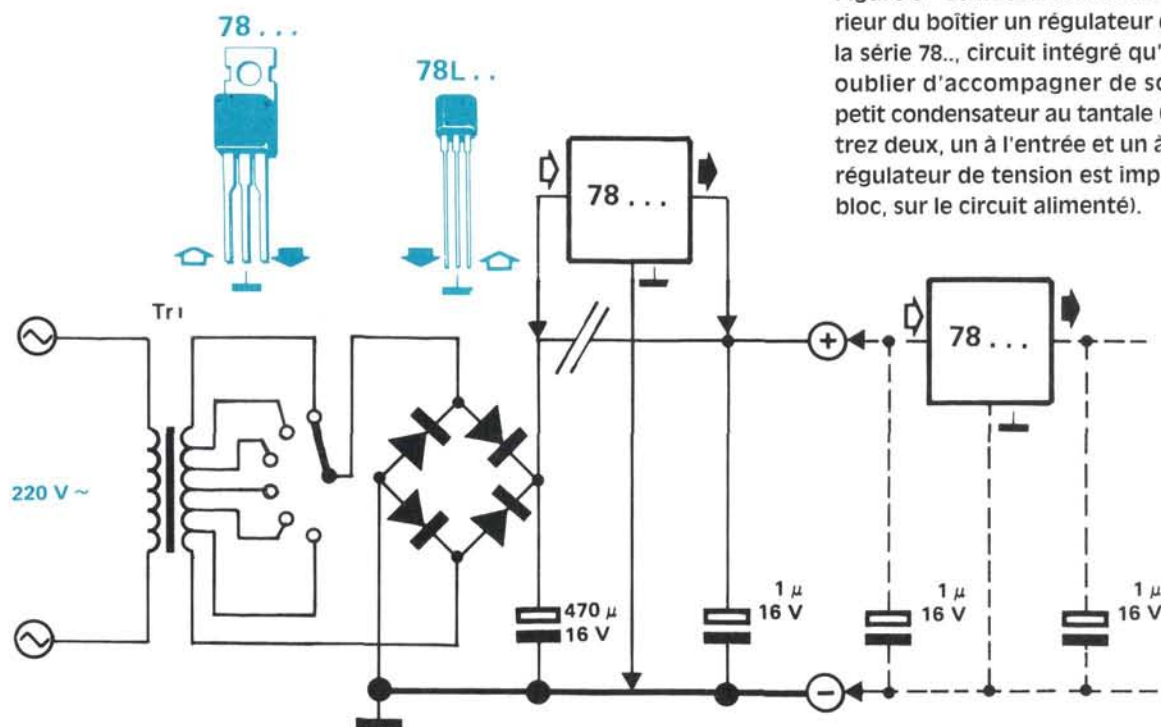 rieur du boîtier un régulateur
la série 78.., circuit intégré qu'
oublier d'accompagner de
petit condensateur au tantale
trez deux, un à l'entrée et un à
régulateur de tension est
bloc, sur le circuit alimenté).
78 . . .
78L . .
78 . . .
78 . . .
Tr1
220 V ~
+
470 µ
16 V
1 µ
16 V
1 µ
16 V
1 µ
16 V
−